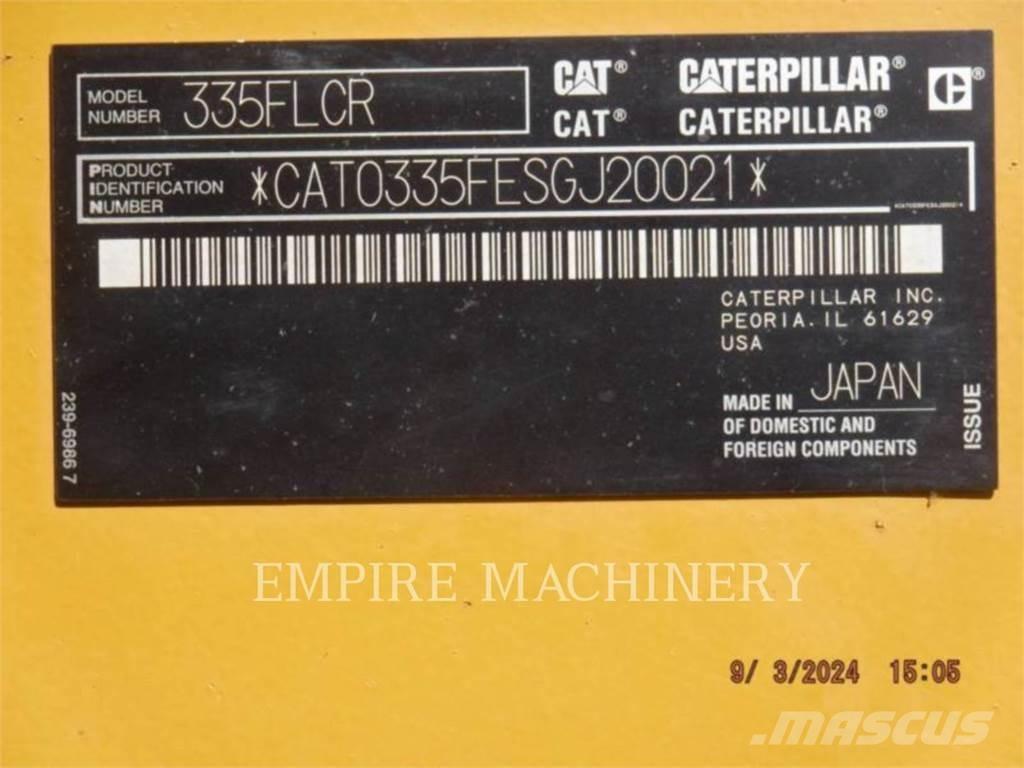 MODEL NUMBER 335FLCR
CAT® CATERPILLAR®
CAT® CATERPILLAR®
PRODUCT IDENTIFICATION NUMBER *CAT0335FESGJ20021*
CATERPILLAR INC.
PEORIA. IL 61629
USA
MADE IN JAPAN
OF DOMESTIC AND
FOREIGN COMPONENTS
ISSUE
239-6986 7
EMPIRE MACHINERY
9/ 3/2024 15:05
MASCUS